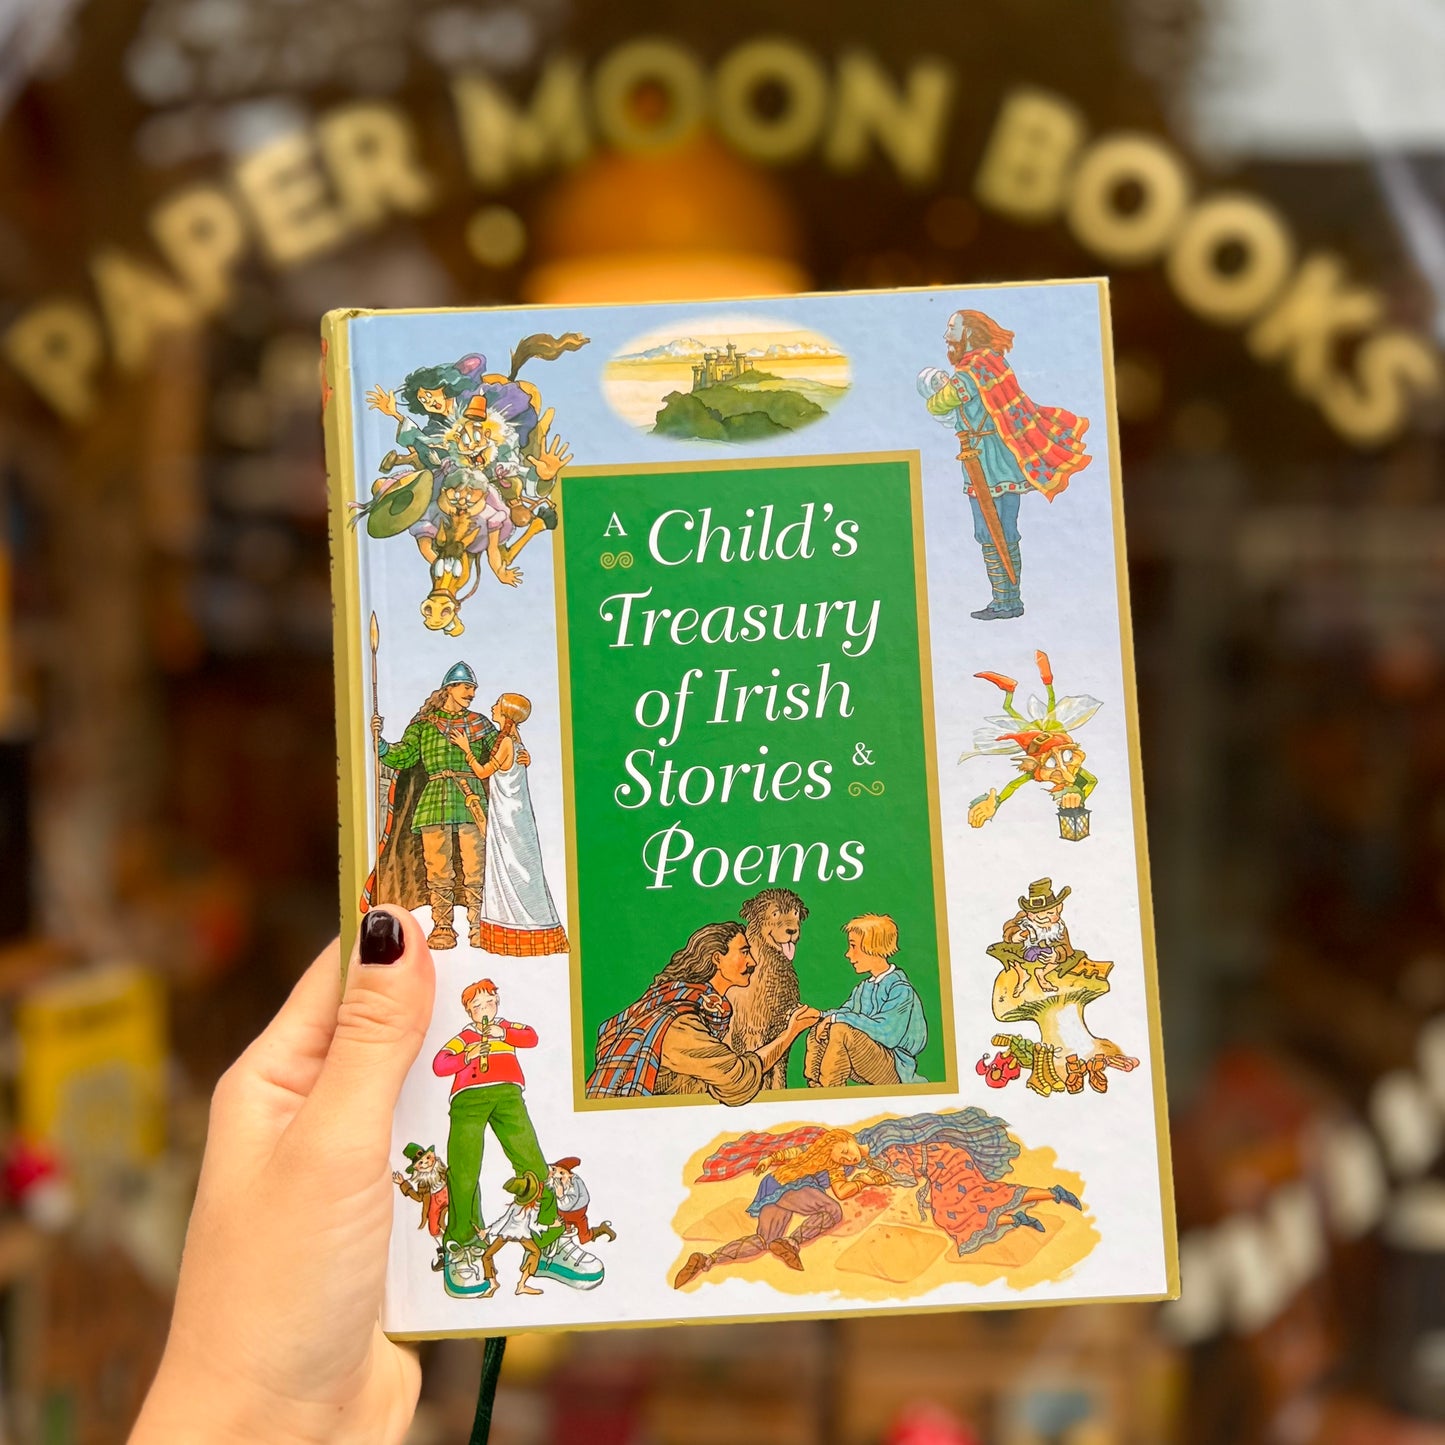 PAPER MOON BOOKS
A Child's
Treasury
of Irish
Stories &
Poems